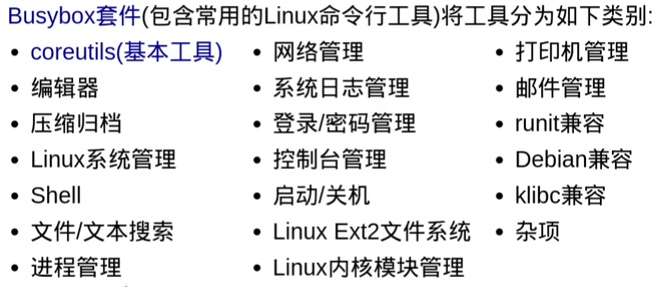 Busybox套件(包含常用的Linux命令行工具)将工具分为如下类别:
• coreutils(基本工具)
• 编辑器
• 压缩归档
• Linux系统管理
• Shell
• 文件/文本搜索
• 进程管理
• 网络管理
• 系统日志管理
• 登录/密码管理
• 控制台管理
• 启动/关机
• Linux Ext2文件系统
• Linux内核模块管理
• 打印机管理
• 邮件管理
• runit兼容
• Debian兼容
• klibc兼容
• 杂项